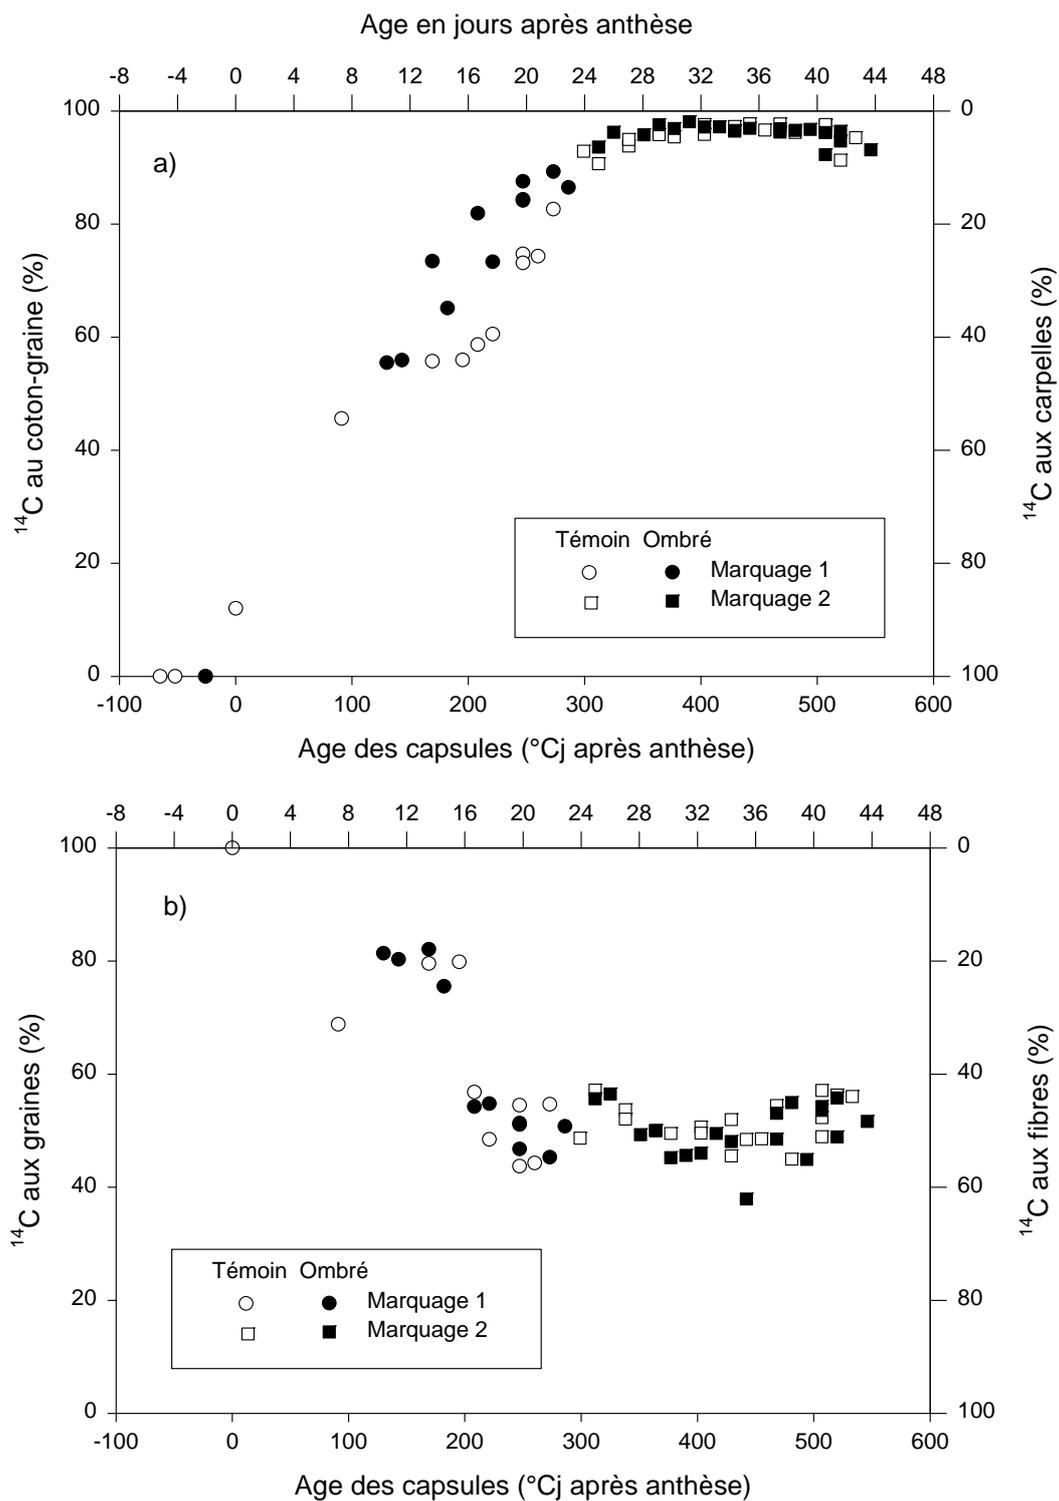 Age en jours après anthèse
-8 -4 0 4 8 12 16 20 24 28 32 36 40 44 48
100 0
a)
80 20
60 40
40 60
20 80
0 100
14C au coton-graine (%)
14C aux carpelles (%)
Témoin Ombré
Marquage 1
Marquage 2
-100 0 100 200 300 400 500 600
Age des capsules (°Cj après anthèse)
-8 -4 0 4 8 12 16 20 24 28 32 36 40 44 48
100 0
b)
80 20
60 40
40 60
20 80
0 100
14C aux graines (%)
14C aux fibres (%)
Témoin Ombré
Marquage 1
Marquage 2
-100 0 100 200 300 400 500 600
Age des capsules (°Cj après anthèse)